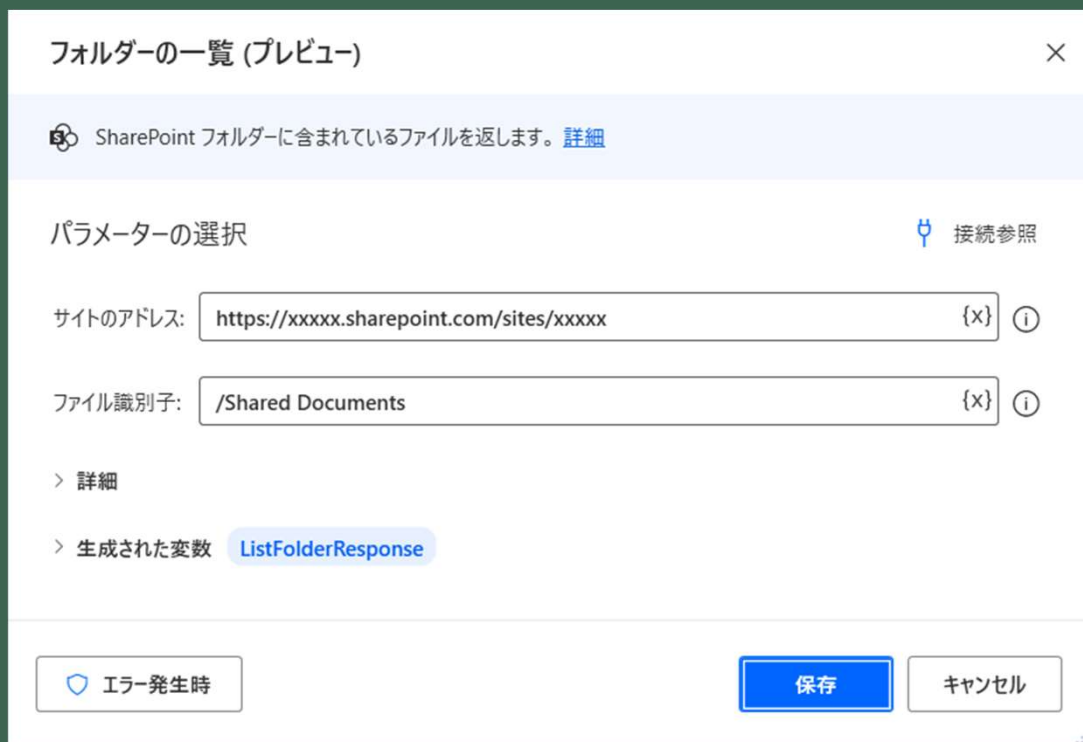 フォルダーの一覧 (プレビュー)
SharePoint フォルダーに含まれているファイルを返します。 詳細
パラメーターの選択
接続参照
サイトのアドレス: https://xxxxx.sharepoint.com/sites/xxxxx {x}
ファイル識別子: /Shared Documents {x}
詳細
生成された変数 ListFolderResponse
エラー発生時 保存 キャンセル